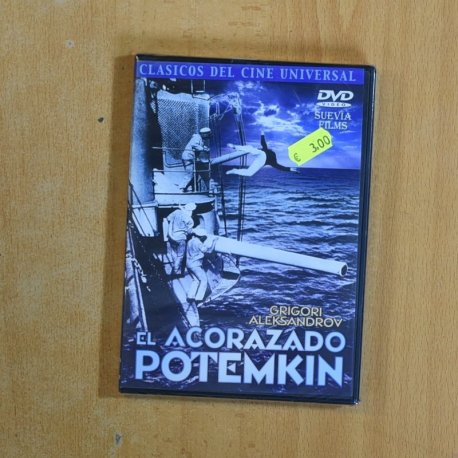 CLASICOS DEL CINE UNIVERSAL
DVD
VIDEO
SUEVIA
FILMS
€ 3,00
GRIGORI
ALEKSANDROV
EL ACORAZADO
POTEMKIN